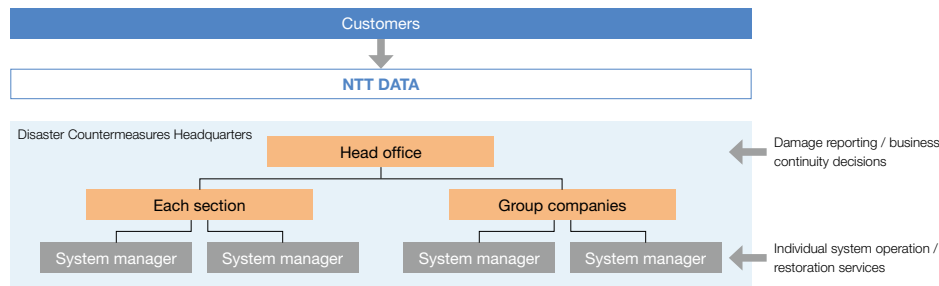 Customers
NTT DATA
Disaster Countermeasures Headquarters
Head office
Damage reporting / business
continuity decisions
Each section
Group companies
System manager
System manager
System manager
System manager
Individual system operation /
restoration services